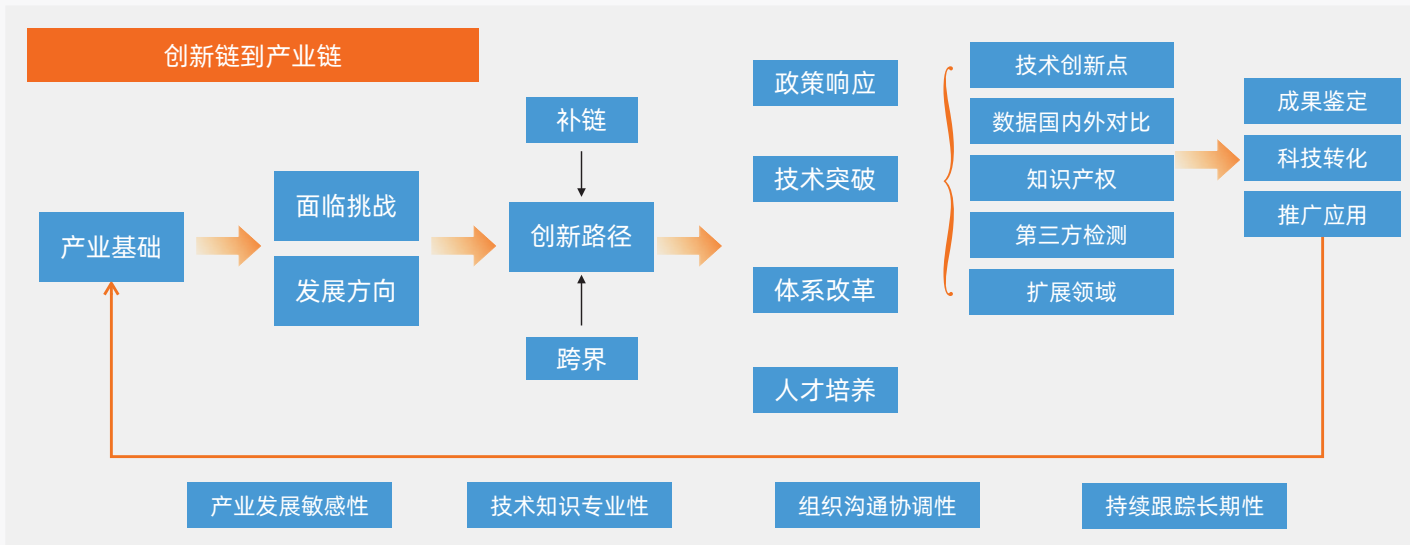 创新链到产业链
产业基础
面临挑战
发展方向
补链
创新路径
跨界
政策响应
技术突破
体系改革
人才培养
技术创新点
数据国内外对比
知识产权
第三方检测
扩展领域
成果鉴定
科技转化
推广应用
产业发展敏感性
技术知识专业性
组织沟通协调性
持续跟踪长期性